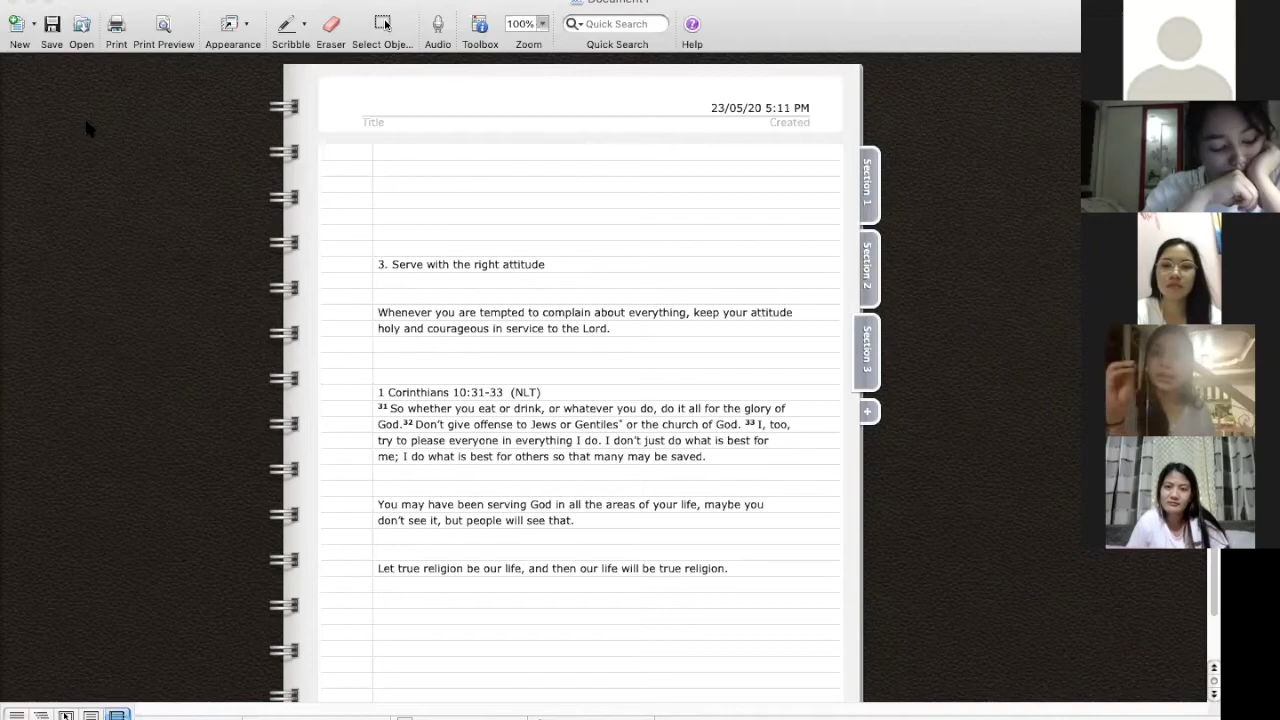 New Save Open Print Print Preview Appearance Scribble Eraser Select Obje... Audio Toolbox 100% Zoom Quick Search Quick Search Help
23/05/20 5:11 PM
Title Created
Section 1
Section 2
Section 3
+
3. Serve with the right attitude
Whenever you are tempted to complain about everything, keep your attitude
holy and courageous in service to the Lord.
1 Corinthians 10:31-33 (NLT)
31 So whether you eat or drink, or whatever you do, do it all for the glory of
God.32 Don't give offense to Jews or Gentiles* or the church of God. 33 I, too,
try to please everyone in everything I do. I don't just do what is best for
me; I do what is best for others so that many may be saved.
You may have been serving God in all the areas of your life, maybe you
don't see it, but people will see that.
Let true religion be our life, and then our life will be true religion.